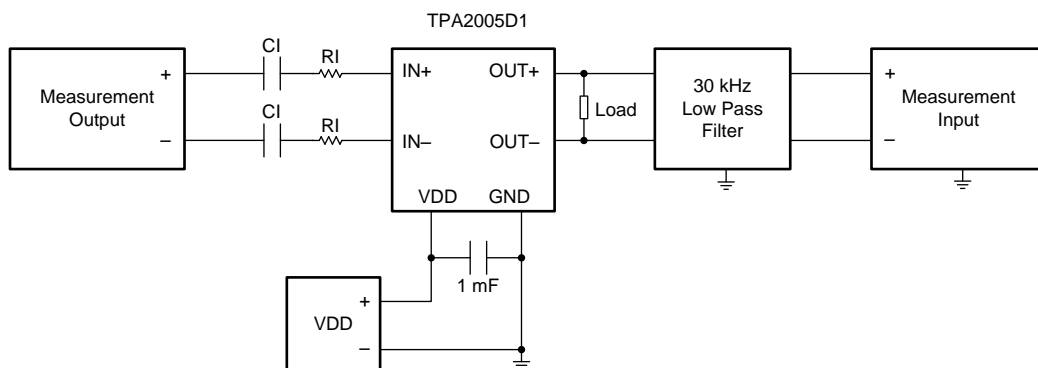 TPA2005D1
CI
RI
IN+
OUT+
+
Measurement
Output
–
CI
RI
IN–
OUT–
Load
30 kHz
Low Pass
Filter
+
Measurement
Input
–
VDD
GND
1 mF
+
VDD
–